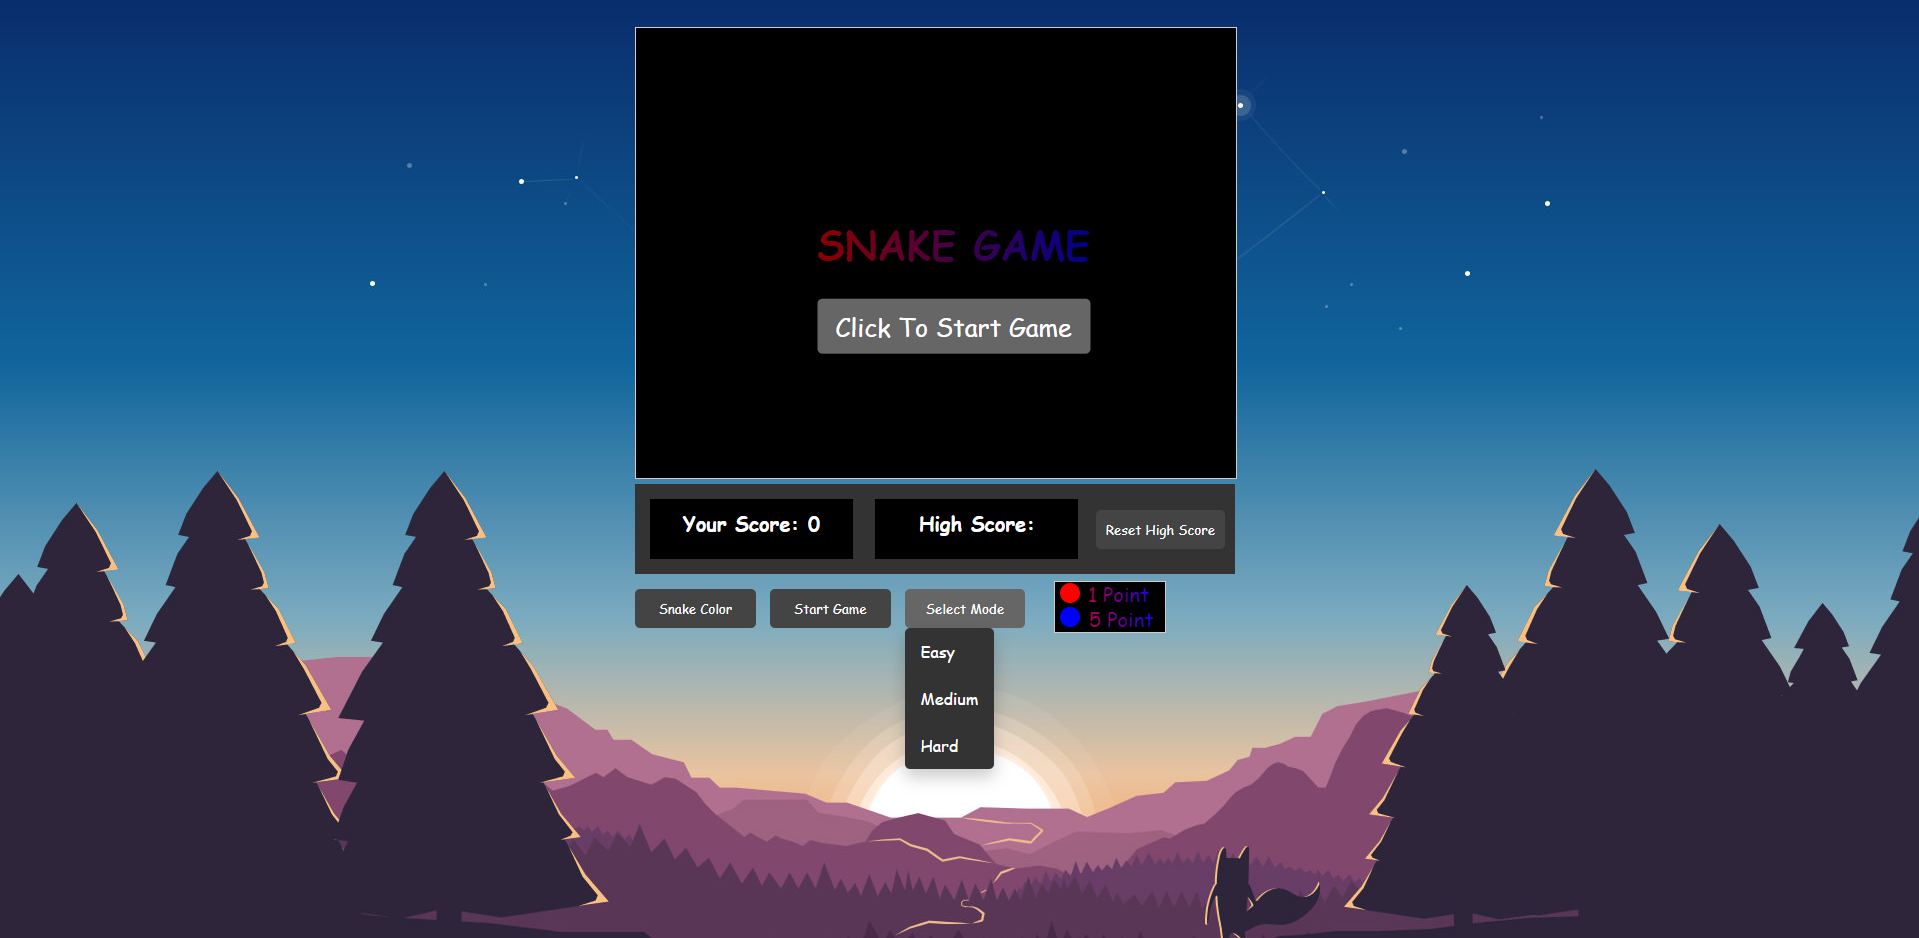 SNAKE GAME
Click To Start Game
Your Score: 0
High Score:
Reset High Score
Snake Color
Start Game
Select Mode
1 Point
5 Point
Easy
Medium
Hard